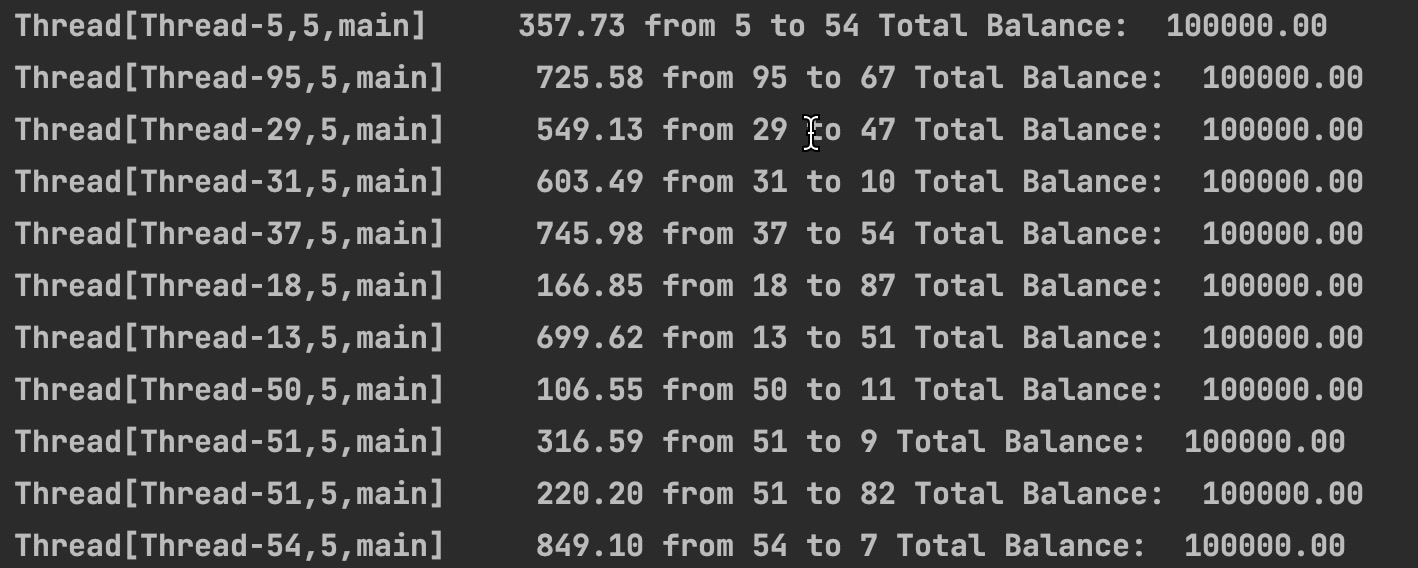 Thread[Thread-5,5,main]     357.73 from 5 to 54 Total Balance:  100000.00
Thread[Thread-95,5,main]     725.58 from 95 to 67 Total Balance:  100000.00
Thread[Thread-29,5,main]     549.13 from 29 to 47 Total Balance:  100000.00
Thread[Thread-31,5,main]     603.49 from 31 to 10 Total Balance:  100000.00
Thread[Thread-37,5,main]     745.98 from 37 to 54 Total Balance:  100000.00
Thread[Thread-18,5,main]     166.85 from 18 to 87 Total Balance:  100000.00
Thread[Thread-13,5,main]     699.62 from 13 to 51 Total Balance:  100000.00
Thread[Thread-50,5,main]     106.55 from 50 to 11 Total Balance:  100000.00
Thread[Thread-51,5,main]     316.59 from 51 to 9 Total Balance:  100000.00
Thread[Thread-51,5,main]     220.20 from 51 to 82 Total Balance:  100000.00
Thread[Thread-54,5,main]     849.10 from 54 to 7 Total Balance:  100000.00